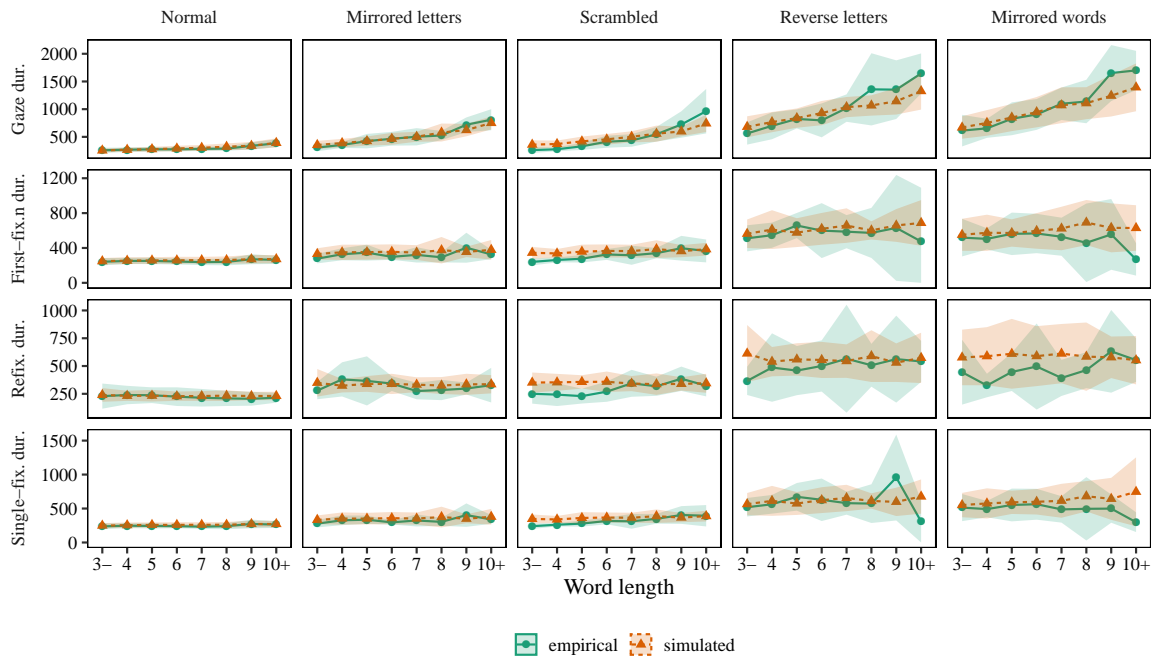 Normal Mirrored letters Scrambled Reverse letters Mirrored words
Gaze dur.
2000
1500
1000
500
First−fix.n dur.
1200
800
400
0
Refix. dur.
1000
750
500
250
Single−fix. dur.
1500
1000
500
0
3− 4 5 6 7 8 9 10+ 3− 4 5 6 7 8 9 10+ 3− 4 5 6 7 8 9 10+ 3− 4 5 6 7 8 9 10+ 3− 4 5 6 7 8 9 10+
Word length
empirical simulated